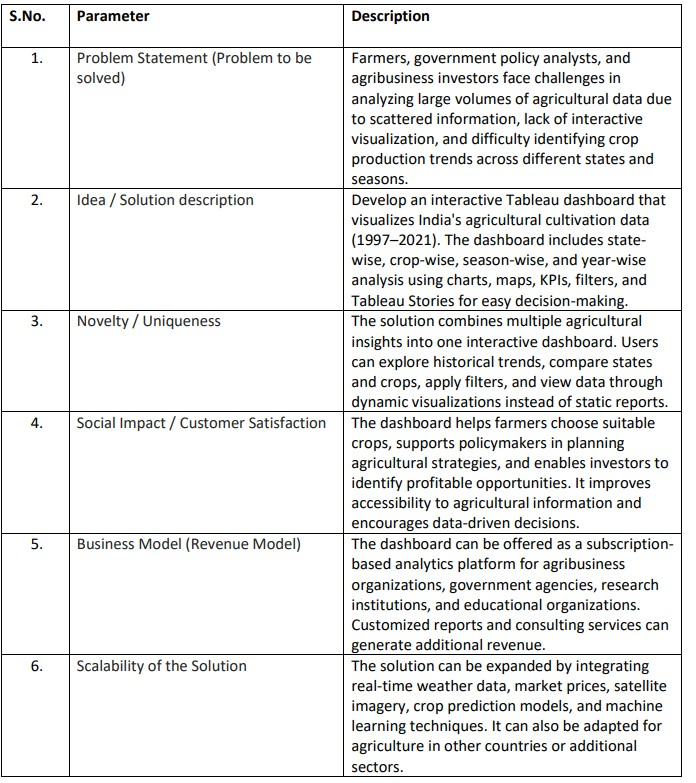 S.No. Parameter Description
1. Problem Statement (Problem to be solved) Farmers, government policy analysts, and
agribusiness investors face challenges in
analyzing large volumes of agricultural data due
to scattered information, lack of interactive
visualization, and difficulty identifying crop
production trends across different states and
seasons.
2. Idea / Solution description Develop an interactive Tableau dashboard that
visualizes India's agricultural cultivation data
(1997–2021). The dashboard includes state-
wise, crop-wise, season-wise, and year-wise
analysis using charts, maps, KPIs, filters, and
Tableau Stories for easy decision-making.
3. Novelty / Uniqueness The solution combines multiple agricultural
insights into one interactive dashboard. Users
can explore historical trends, compare states
and crops, apply filters, and view data through
dynamic visualizations instead of static reports.
4. Social Impact / Customer Satisfaction The dashboard helps farmers choose suitable
crops, supports policymakers in planning
agricultural strategies, and enables investors to
identify profitable opportunities. It improves
accessibility to agricultural information and
encourages data-driven decisions.
5. Business Model (Revenue Model) The dashboard can be offered as a subscription-
based analytics platform for agribusiness
organizations, government agencies, research
institutions, and educational organizations.
Customized reports and consulting services can
generate additional revenue.
6. Scalability of the Solution The solution can be expanded by integrating
real-time weather data, market prices, satellite
imagery, crop prediction models, and machine
learning techniques. It can also be adapted for
agriculture in other countries or additional
sectors.